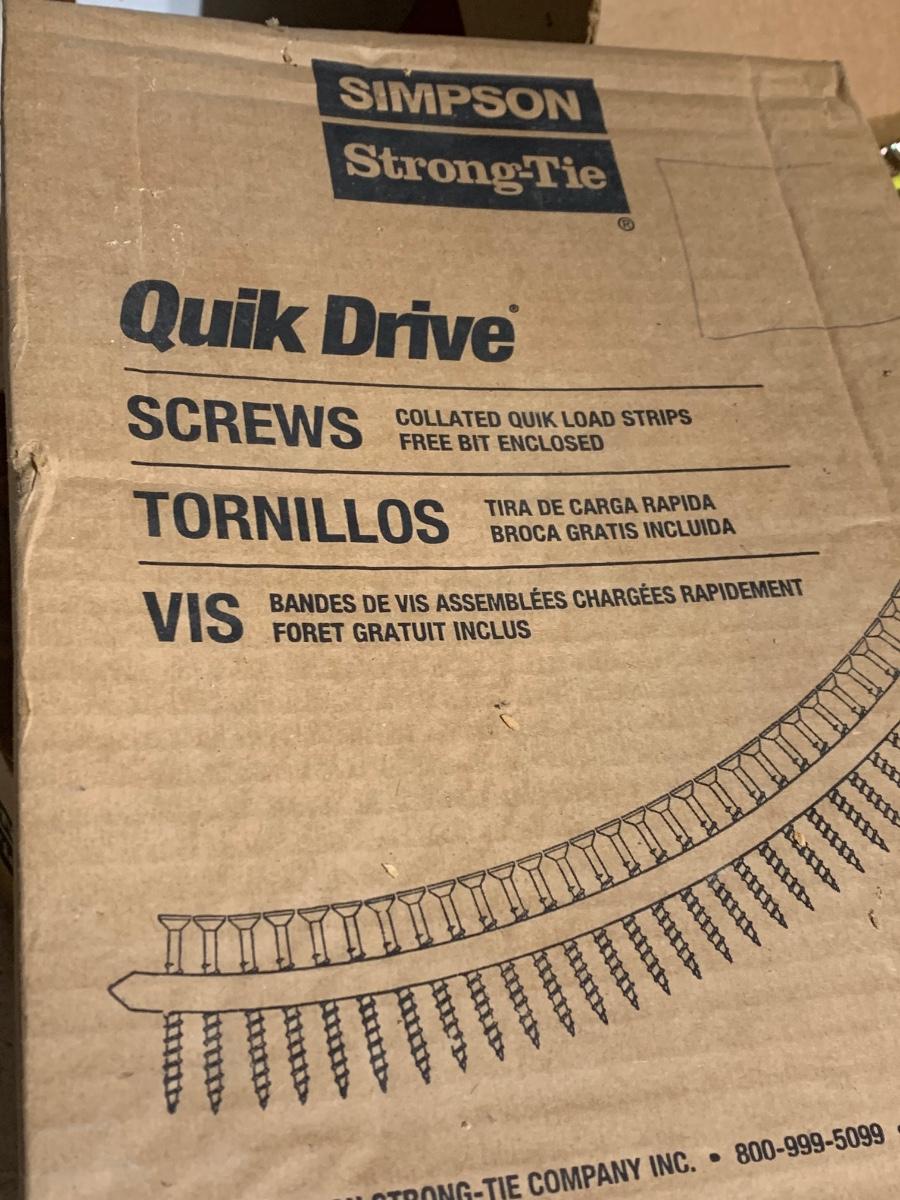 SIMPSON
Strong-Tie
®
Quik Drive®
SCREWS
COLLATED QUIK LOAD STRIPS
FREE BIT ENCLOSED
TORNILLOS
TIRA DE CARGA RAPIDA
BROCA GRATIS INCLUIDA
VIS
BANDES DE VIS ASSEMBLÉES CHARGÉES RAPIDEMENT
FORET GRATUIT INCLUS
STRONG-TIE COMPANY INC. • 800-999-5099